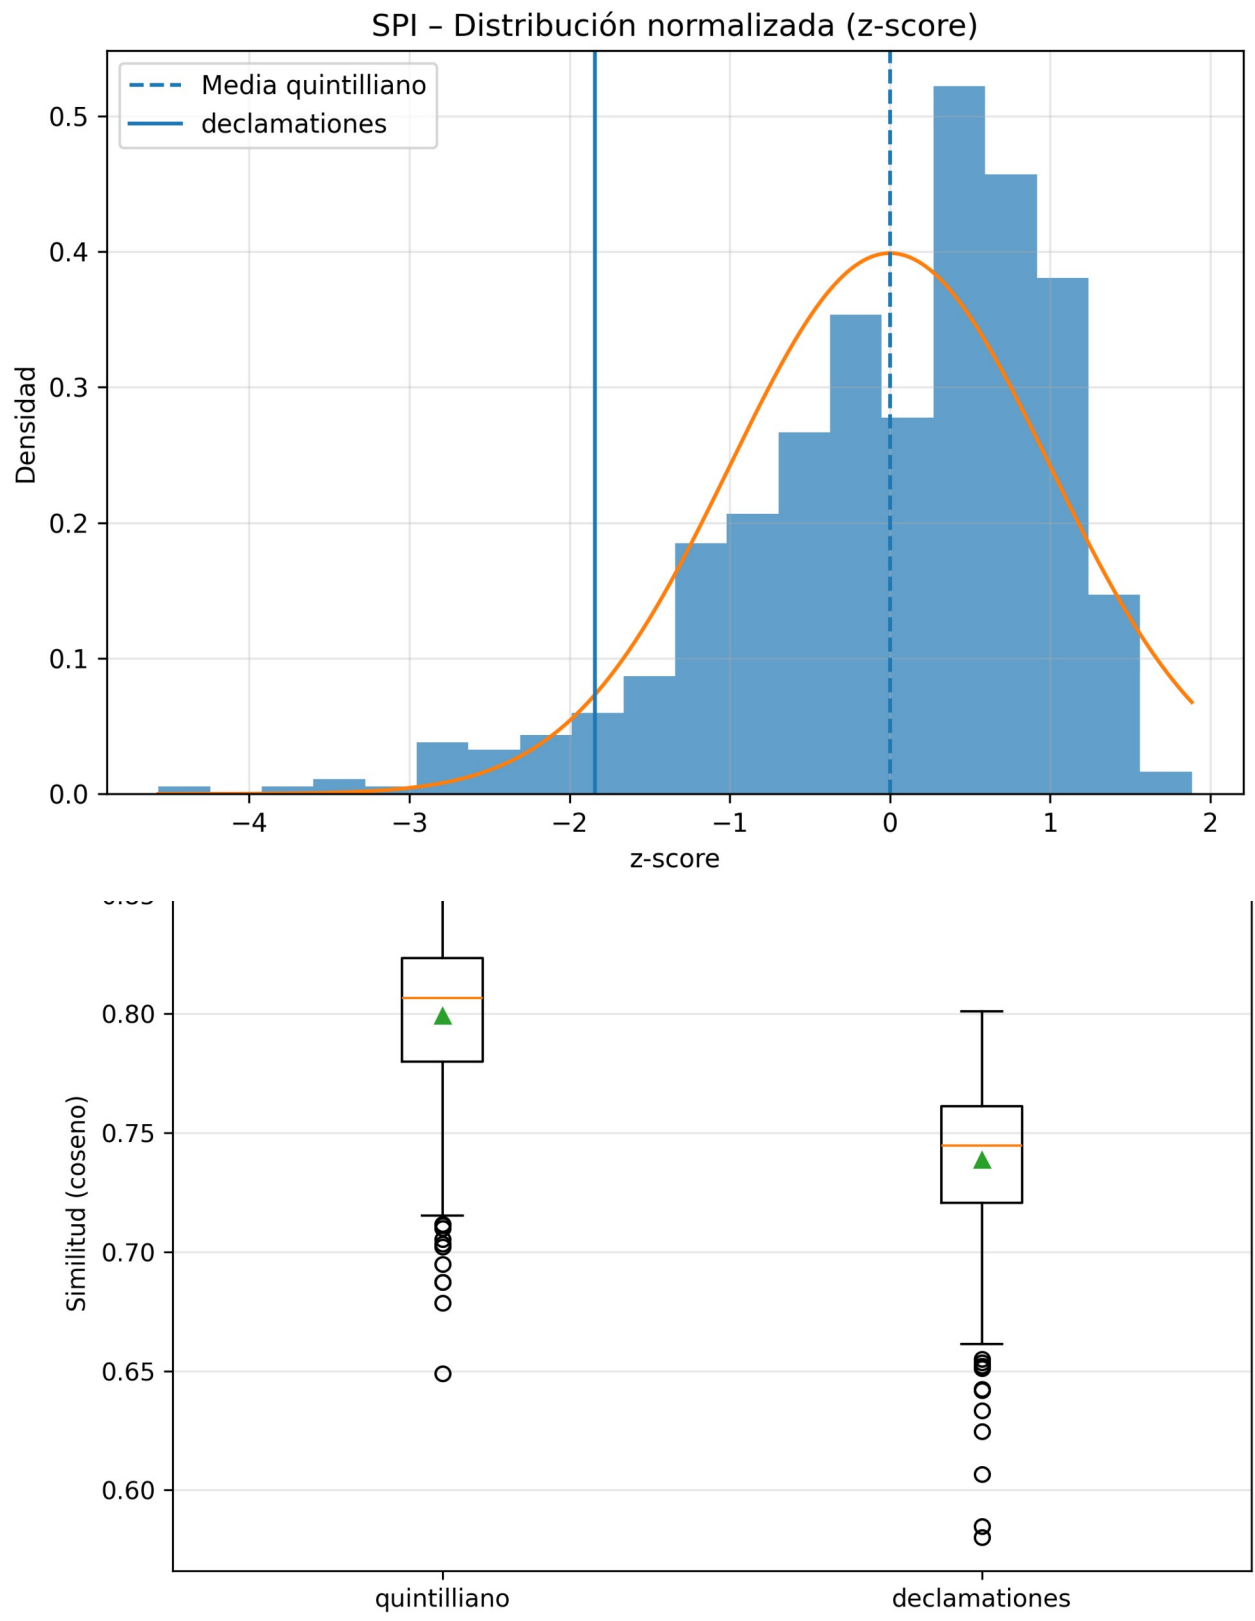 SPI – Distribución normalizada (z-score)
Media quintilliano
declamationes
0.5
0.4
0.3
0.2
0.1
0.0
Densidad
−4 −3 −2 −1 0 1 2
z-score
0.80
0.75
0.70
0.65
0.60
Similitud (coseno)
quintilliano declamationes